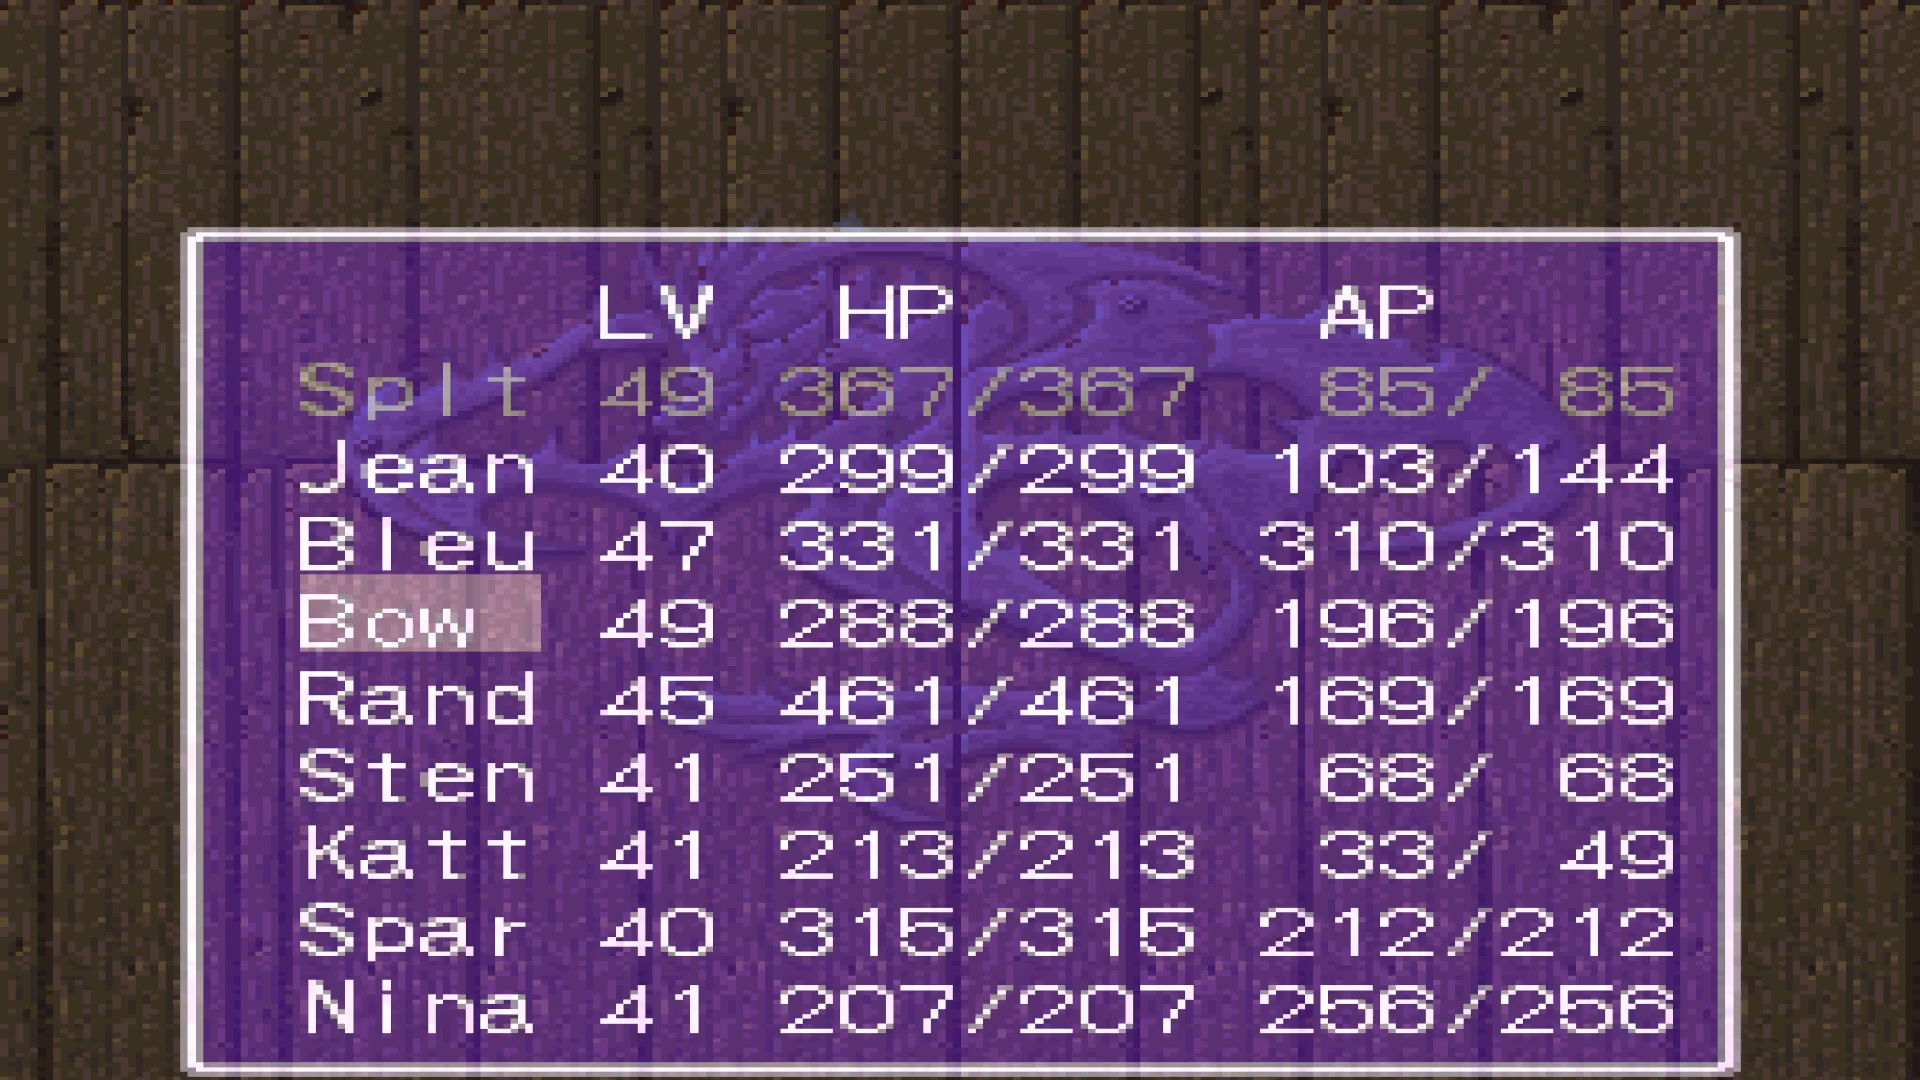 LV HP AP
Splt 49 367/367 85/ 85
Jean 40 299/299 103/144
Bleu 47 331/331 310/310
Bow 49 288/288 196/196
Rand 45 461/461 169/169
Sten 41 251/251 68/ 68
Katt 41 213/213 33/ 49
Spar 40 315/315 212/212
Nina 41 207/207 256/256